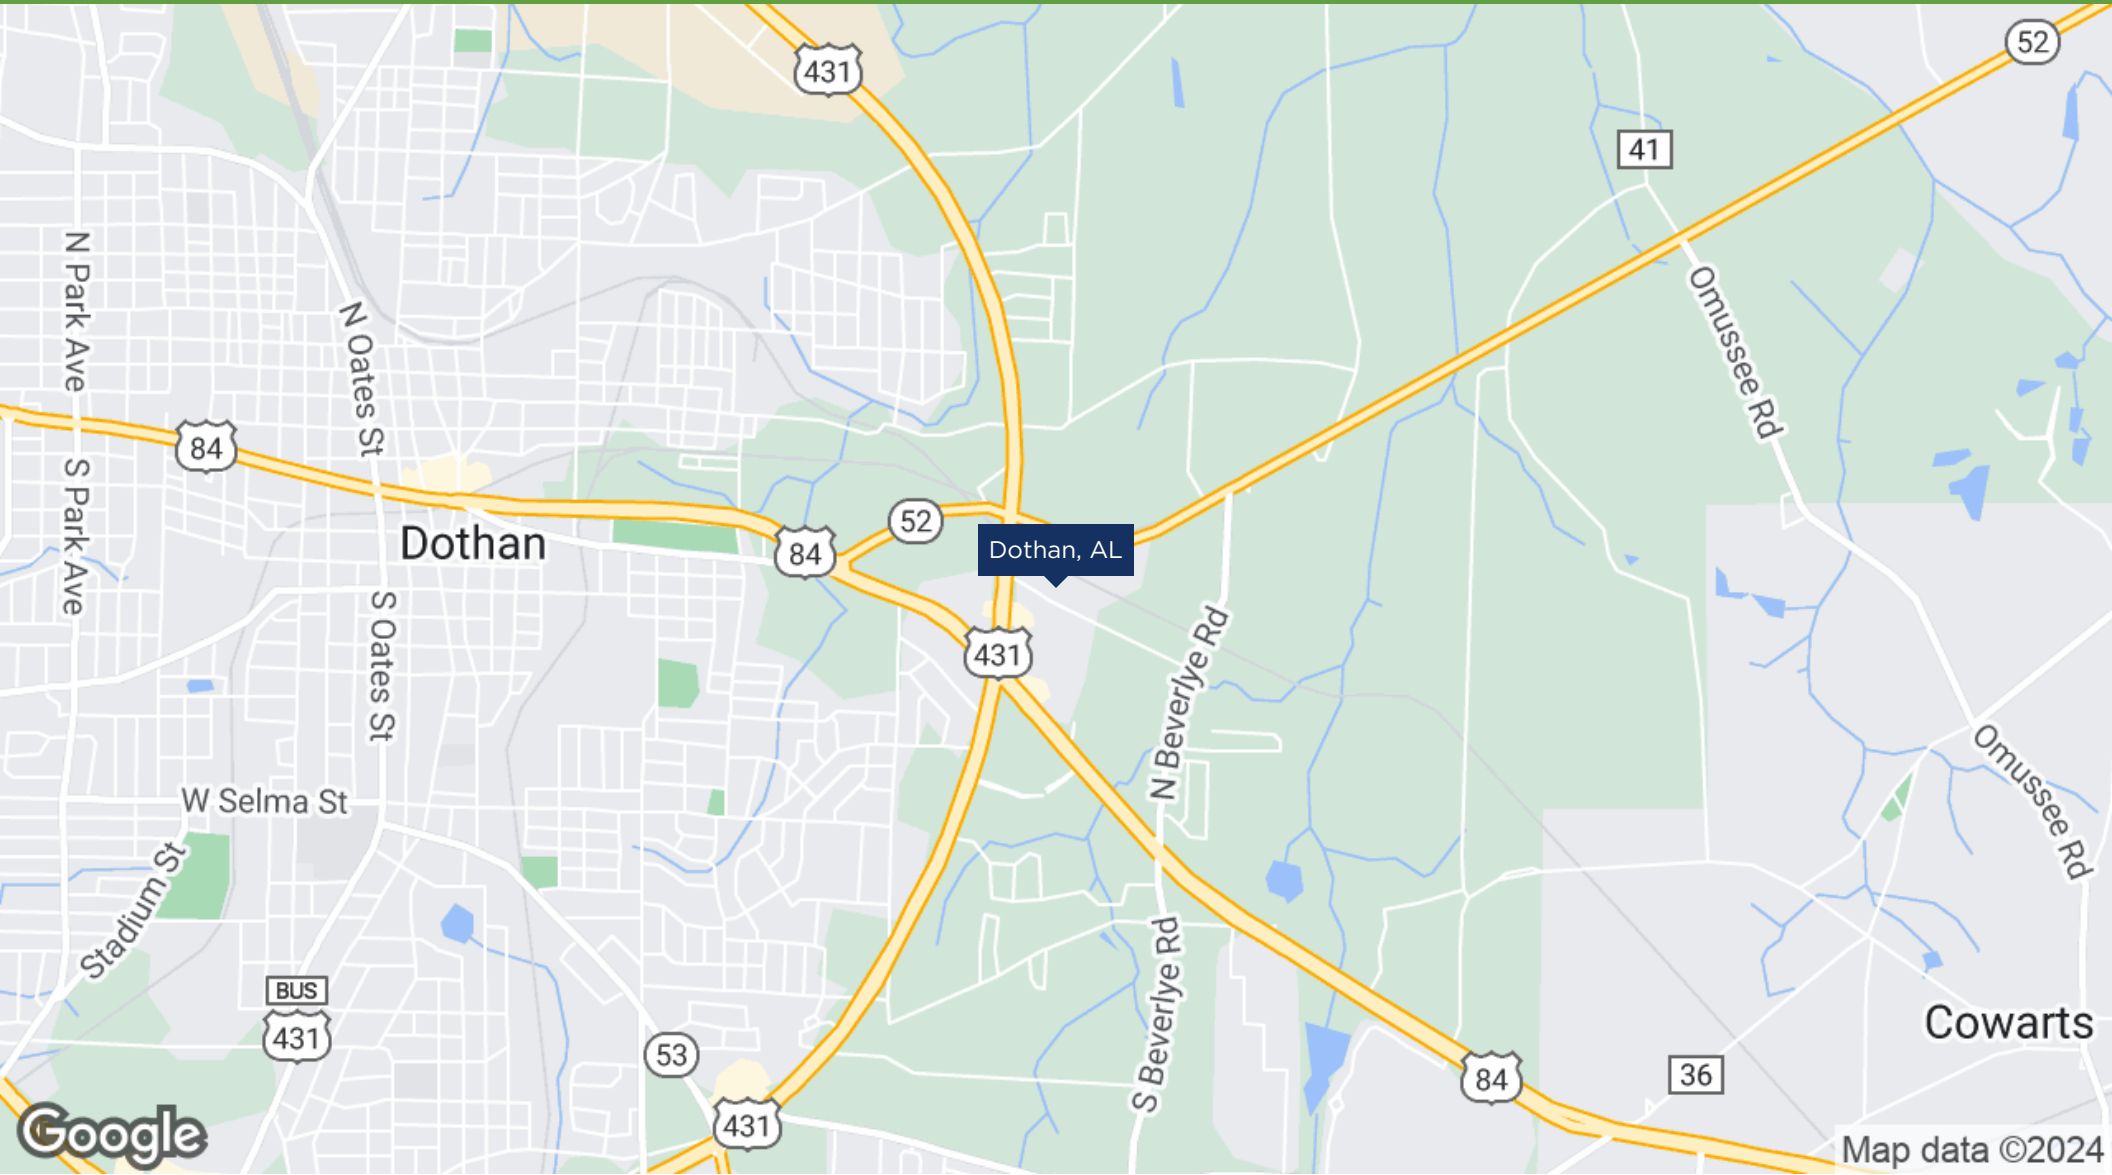 431
52
41
N Park Ave
N Oates St
Omussee Rd
84
S Park Ave
52
Dothan
84
Dothan, AL
S Oates St
431
N Beverlye Rd
W Selma St
Omussee Rd
Stadium St
S Beverlye Rd
BUS
431
53
Cowarts
84
36
431
Google
Map data ©2024